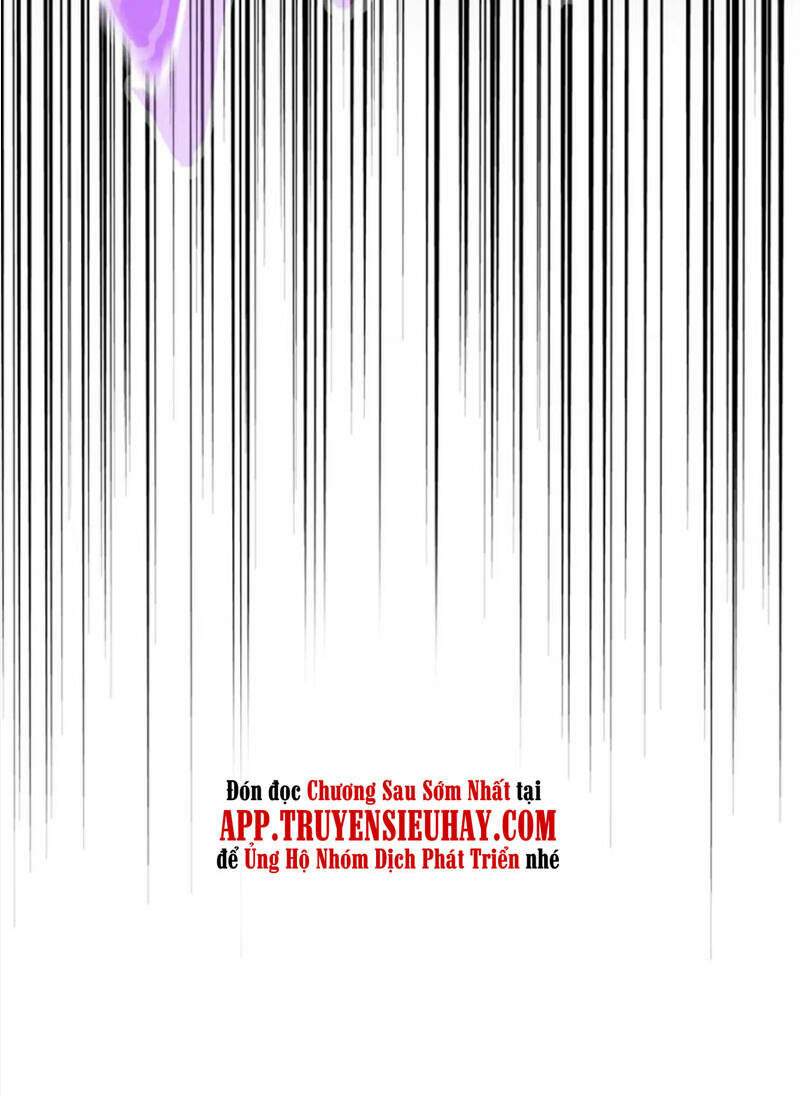 Đón đọc Chương Sau Sớm Nhất tại
APP.TRUYENSIEUHAY.COM
để Ủng Hộ Nhóm Dịch Phát Triển nhé